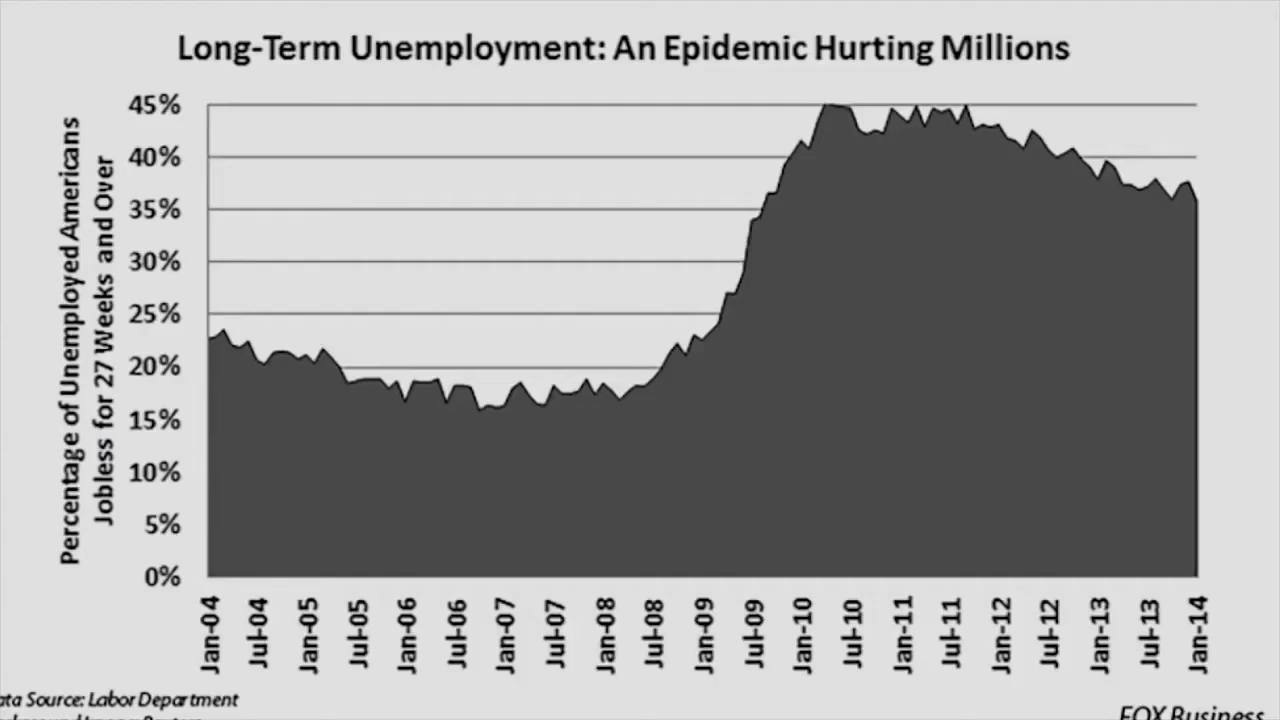 Long-Term Unemployment: An Epidemic Hurting Millions
Percentage of Unemployed Americans
Jobless for 27 Weeks and Over
45%
40%
35%
30%
25%
20%
15%
10%
5%
0%
Jan-04
Jul-04
Jan-05
Jul-05
Jan-06
Jul-06
Jan-07
Jul-07
Jan-08
Jul-08
Jan-09
Jul-09
Jan-10
Jul-10
Jan-11
Jul-11
Jan-12
Jul-12
Jan-13
Jul-13
Jan-14
ata Source: Labor Department
FOX Business